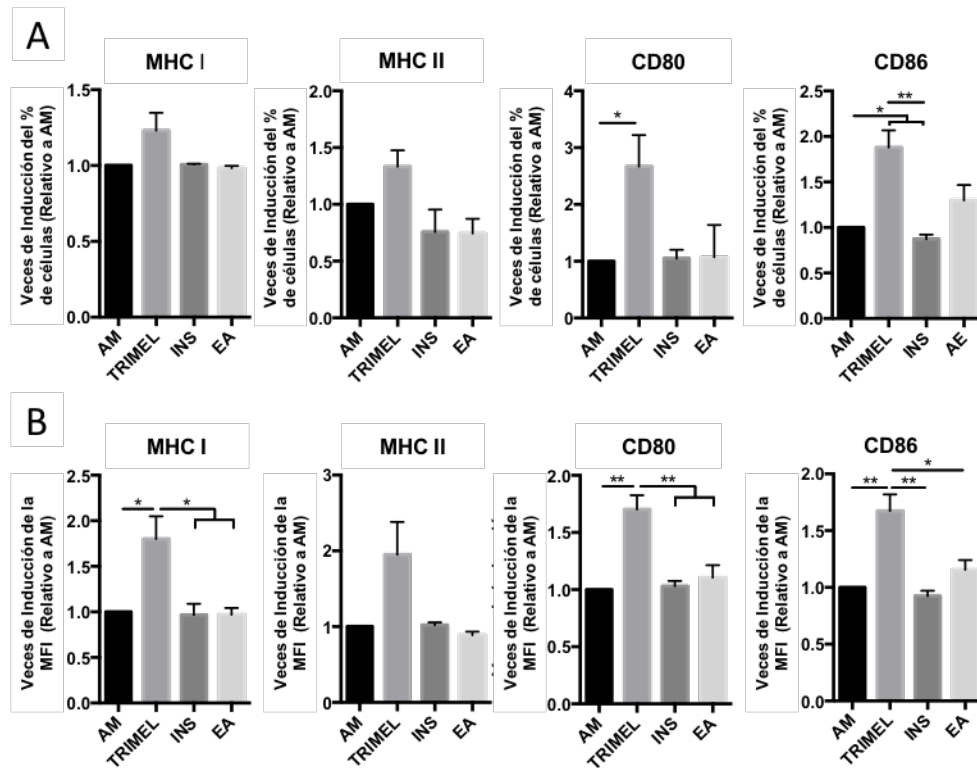 A
MHC I
MHC II
CD80
CD86
Veces de Inducción del %
de células (Relativo a AM)
1.5
1.0
0.5
0.0
AM
TRIMEL
INS
EA
Veces de Inducción del %
de células (Relativo a AM)
2.0
1.5
1.0
0.5
0.0
AM
TRIMEL
INS
EA
Veces de Inducción del %
de células (Relativo a AM)
4
3
2
1
0
*
AM
TRIMEL
INS
EA
Veces de Inducción del %
de células (Relativo a AM)
2.5
2.0
1.5
1.0
0.5
0.0
**
*
AM
TRIMEL
INS
AE
B
MHC I
MHC II
CD80
CD86
Veces de Inducción de la
MFI (Relativo a AM)
2.5
2.0
1.5
1.0
0.5
0.0
* *
AM
TRIMEL
INS
EA
Veces de Inducción de la
MFI (Relativo a AM)
3
2
1
0
AM
TRIMEL
INS
EA
Veces de Inducción de la
MFI (Relativo a AM)
2.0
1.5
1.0
0.5
0.0
** **
AM
TRIMEL
INS
EA
Veces de Inducción de la
MFI (Relativo a AM)
2.0
1.5
1.0
0.5
0.0
*
** **
AM
TRIMEL
INS
EA